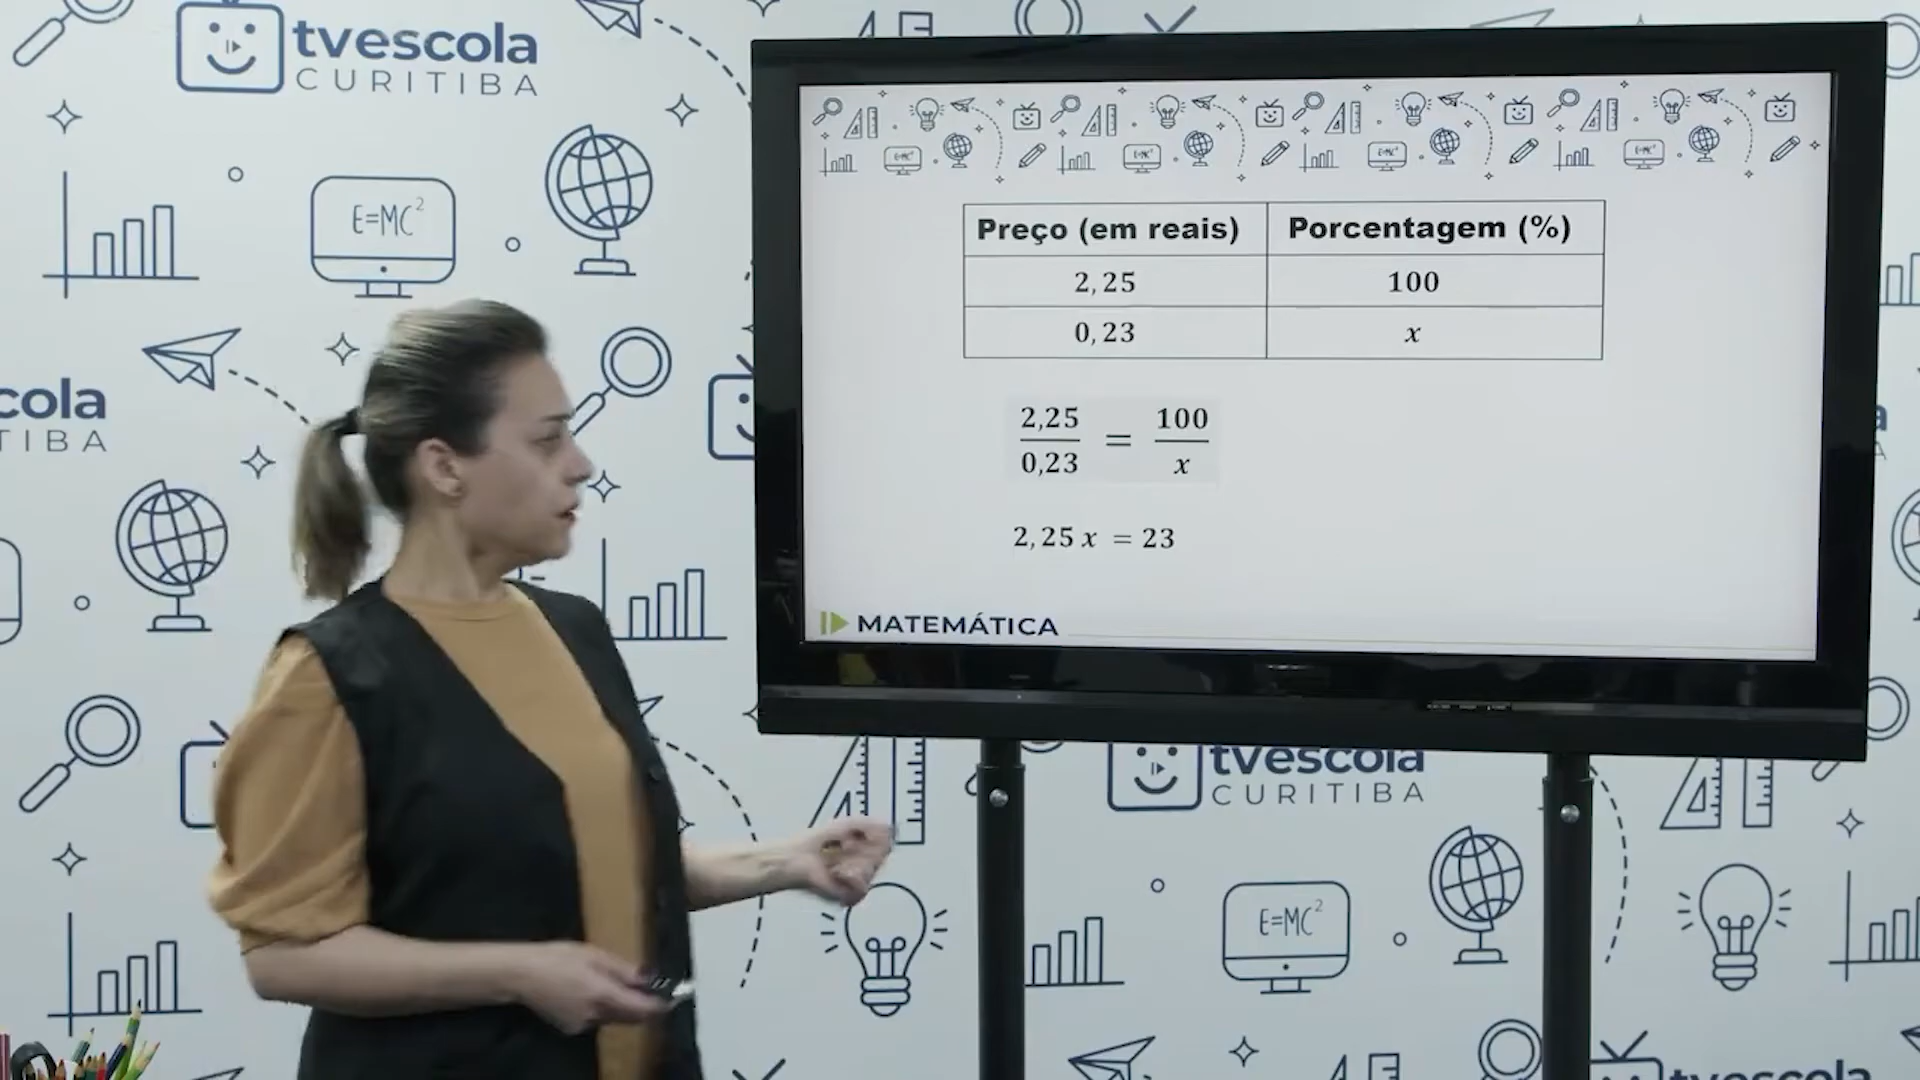 tvescola
CURITIBA
E=MC²
cola
TIBA
Preço (em reais) Porcentagem (%)
2,25 100
0,23 x
2,25 / 0,23 = 100 / x
2,25 x = 23
MATEMÁTICA
tvescola
CURITIBA
E=MC²
tvescola